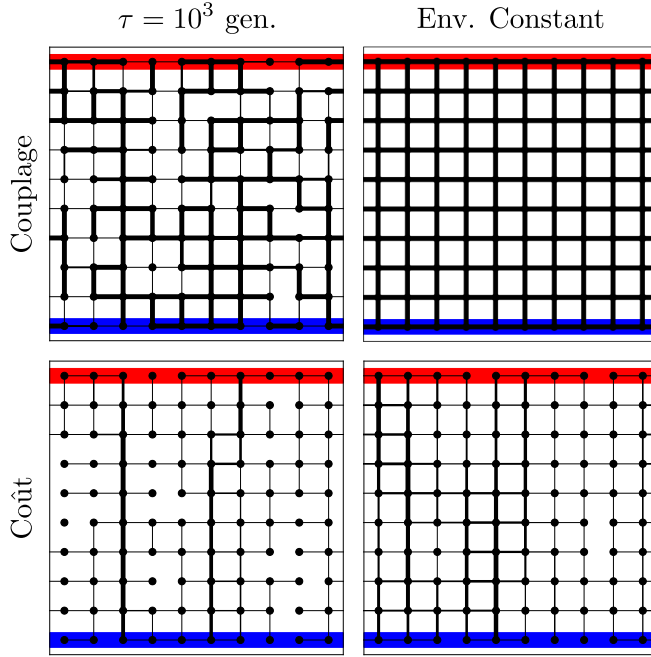 τ = 10³ gen.
Env. Constant
Couplage
Coût